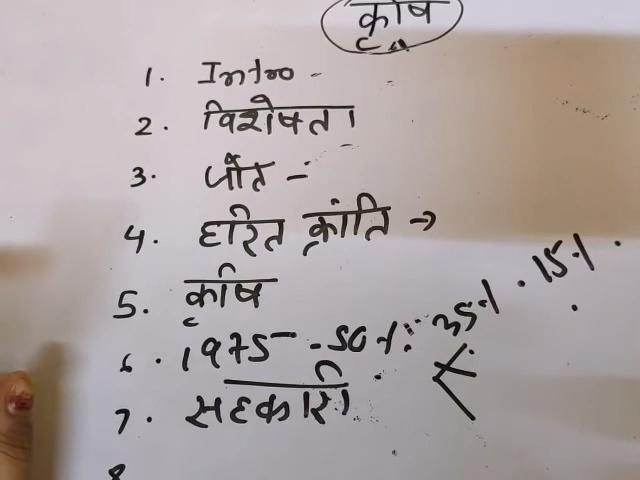 कृषि
1. Intro -
2. विशेषता
3. जोत -
4. हरित क्रांति →
5. कृषि
6. 1975 - 50%. 35%. 15%.
7. सहकारी
8